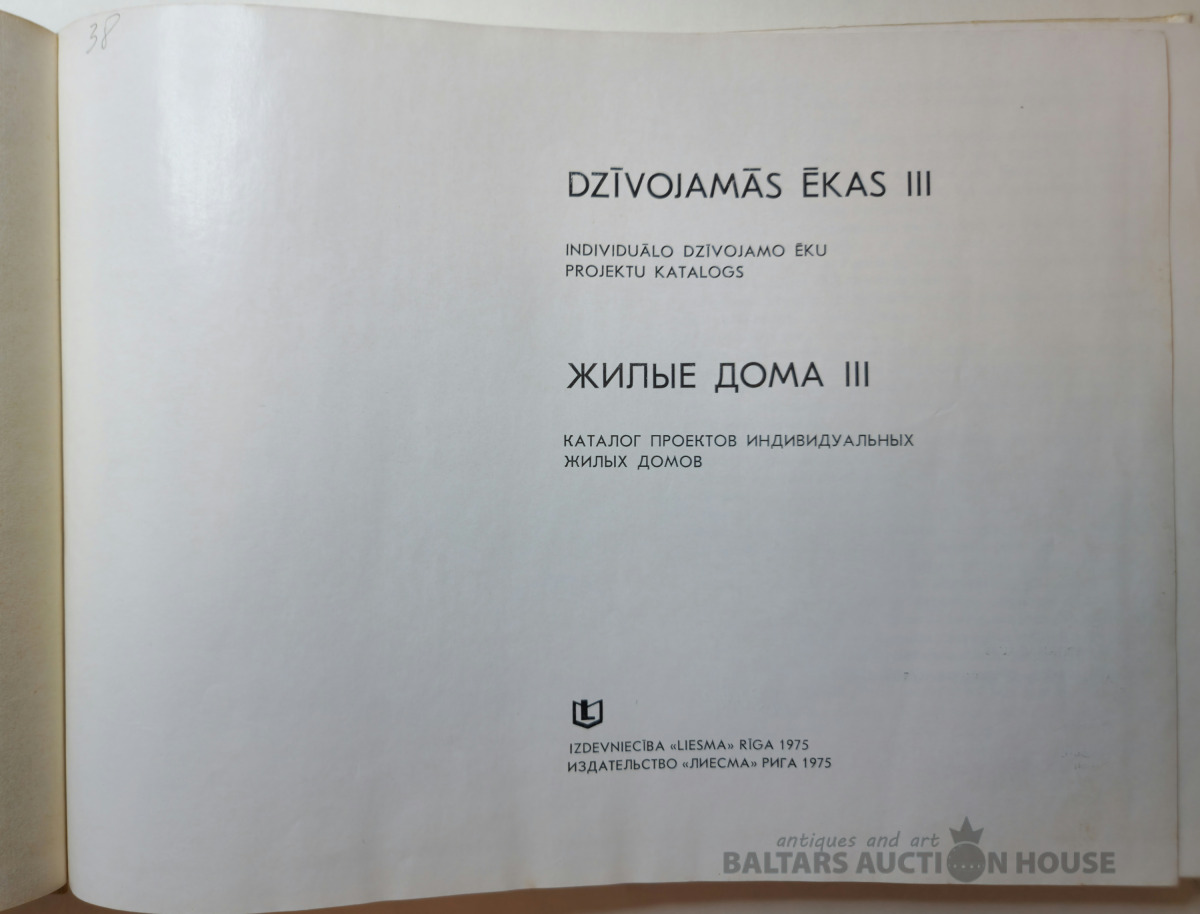 38
DZĪVOJAMĀS ĒKAS III
INDIVIDUĀLO DZĪVOJAMO ĒKU
PROJEKTU KATALOGS
ЖИЛЫЕ ДОМА III
КАТАЛОГ ПРОЕКТОВ ИНДИВИДУАЛЬНЫХ
ЖИЛЫХ ДОМОВ
L
IZDEVNIECĪBA «LIESMA» RĪGA 1975
ИЗДАТЕЛЬСТВО «ЛИЕСМА» РИГА 1975
antiques and art
BALTARS AUCTION HOUSE